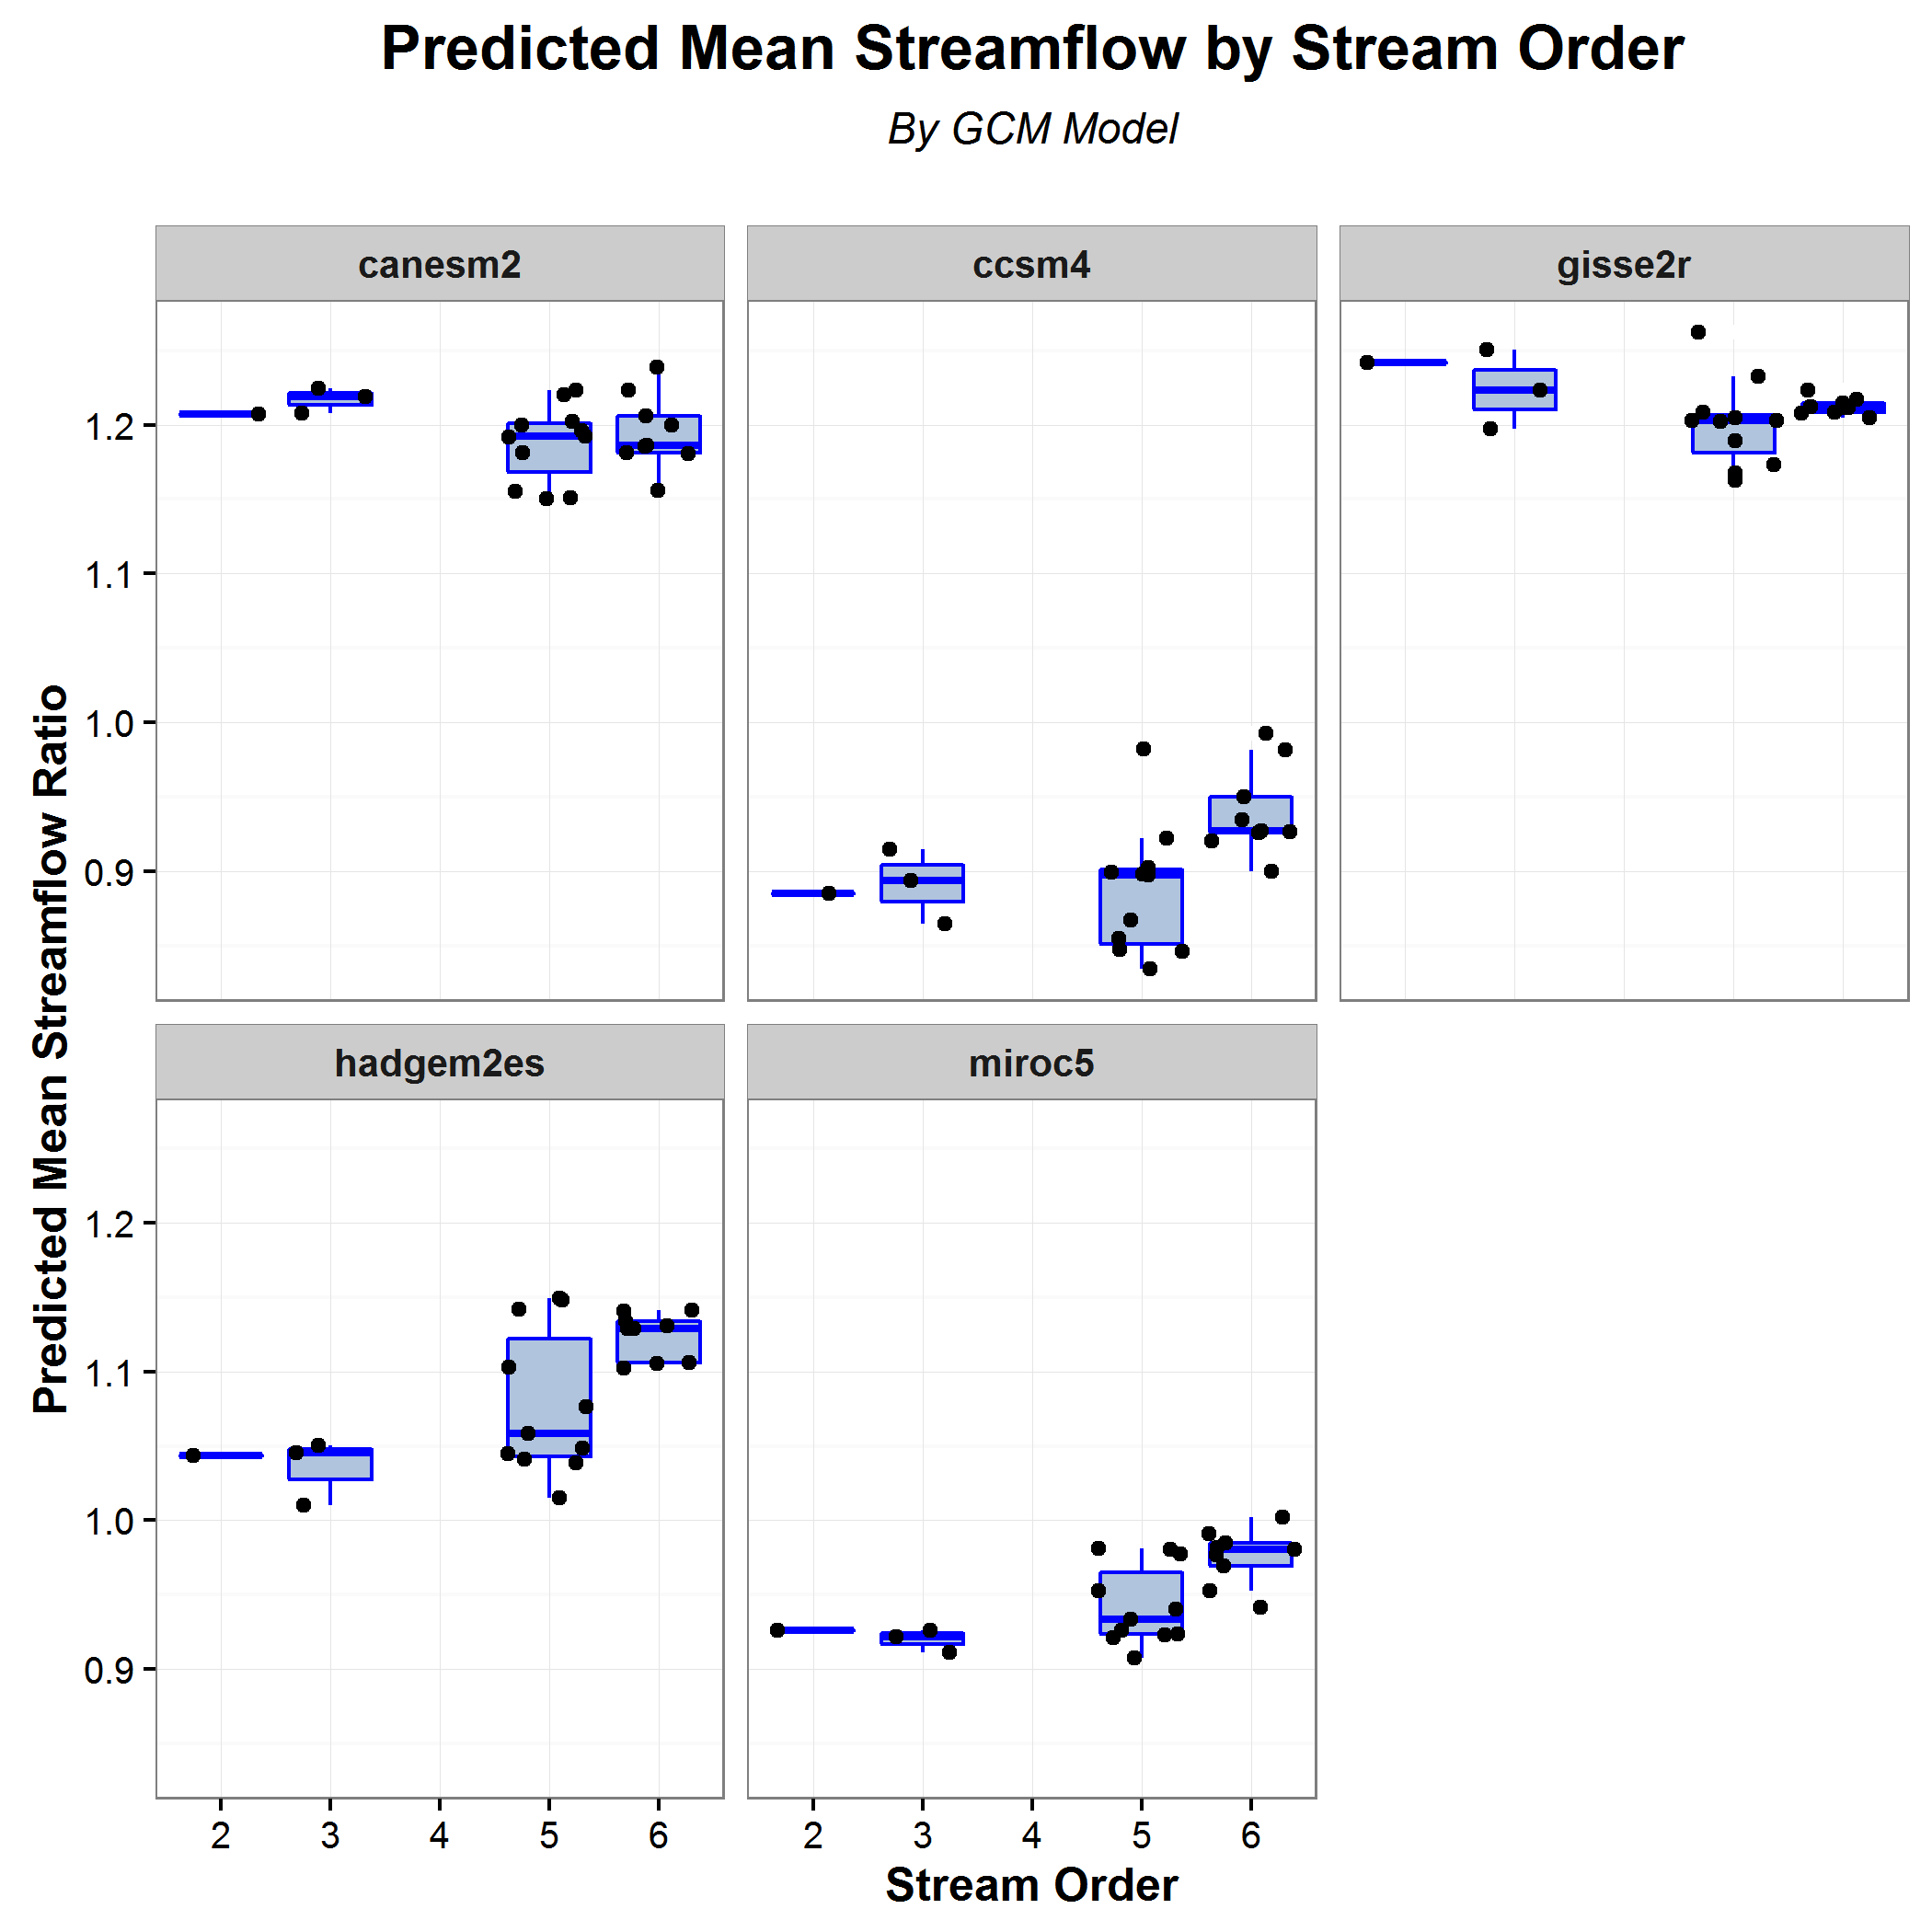 Predicted Mean Streamflow by Stream Order
By GCM Model
canesm2
ccsm4
gisse2r
1.2
1.1
1.0
0.9
Predicted Mean Streamflow Ratio
hadgem2es
miroc5
1.2
1.1
1.0
0.9
2 3 4 5 6
2 3 4 5 6
Stream Order